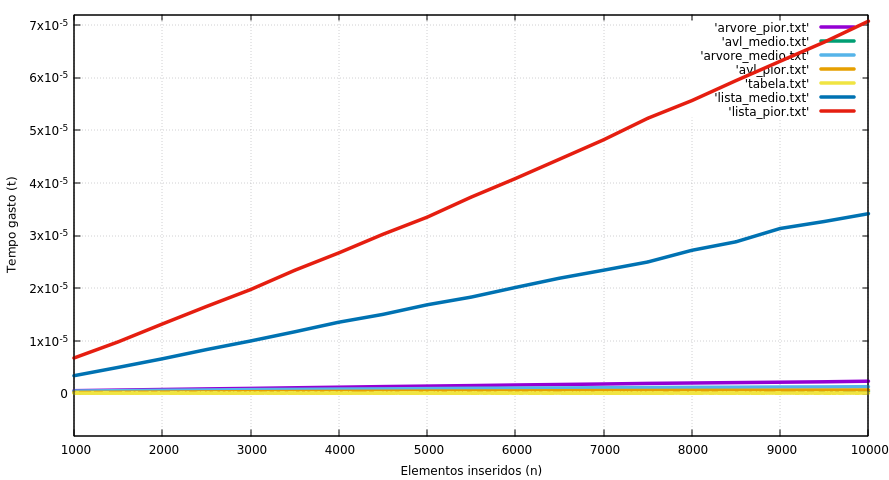 7x10-5
6x10-5
5x10-5
4x10-5
3x10-5
2x10-5
1x10-5
0
Tempo gasto (t)
'arvore_pior.txt'
'avl_medio.txt'
'arvore_medio.txt'
'avl_pior.txt'
'tabela.txt'
'lista_medio.txt'
'lista_pior.txt'
1000 2000 3000 4000 5000 6000 7000 8000 9000 10000
Elementos inseridos (n)